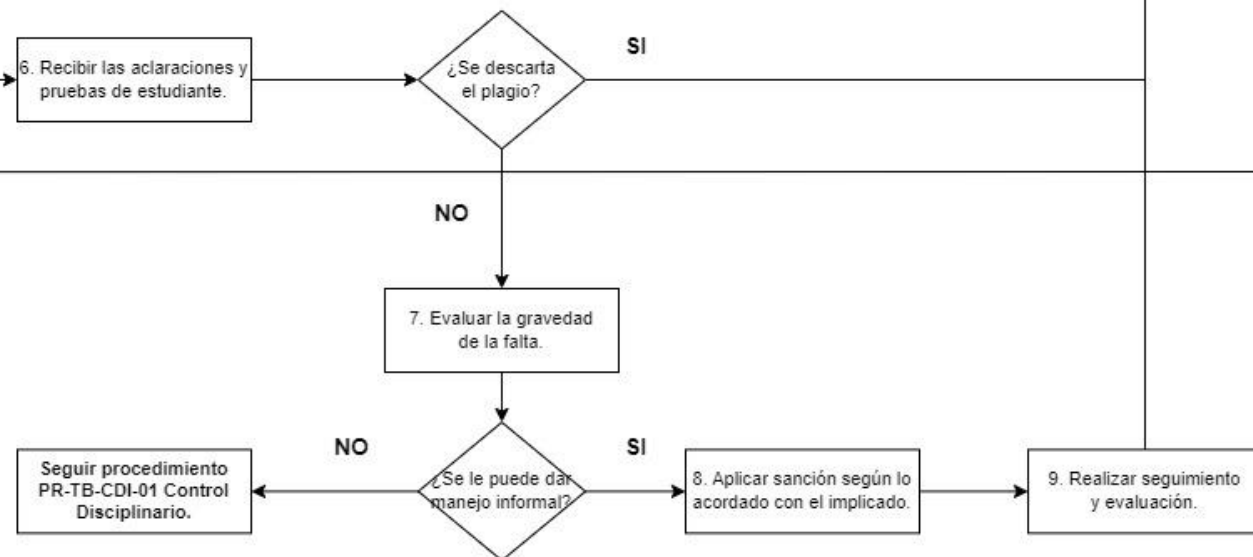 6. Recibir las aclaraciones y
pruebas de estudiante.
¿Se descarta
el plagio?
SI
NO
7. Evaluar la gravedad
de la falta.
¿Se le puede dar
manejo informal?
NO
SI
Seguir procedimiento
PR-TB-CDI-01 Control
Disciplinario.
8. Aplicar sanción según lo
acordado con el implicado.
9. Realizar seguimiento
y evaluación.